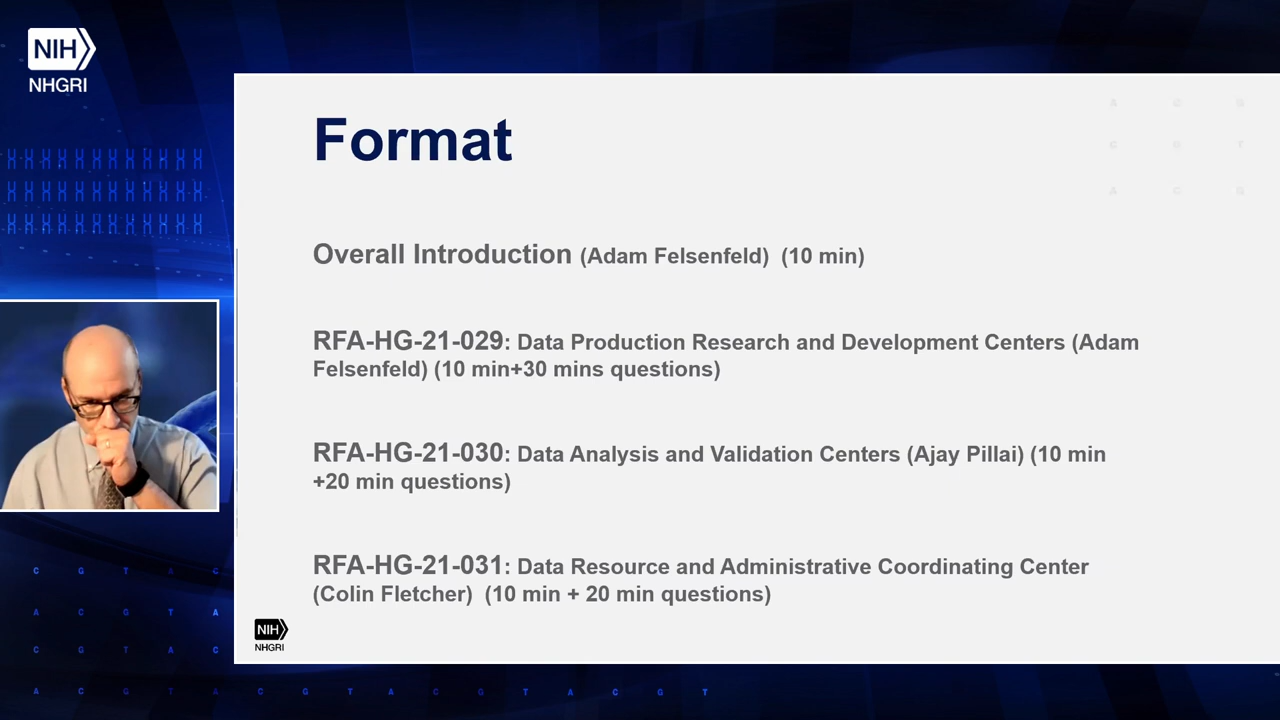 NIH
NHGRI
Format
Overall Introduction (Adam Felsenfeld) (10 min)
RFA-HG-21-029: Data Production Research and Development Centers (Adam
Felsenfeld) (10 min+30 mins questions)
RFA-HG-21-030: Data Analysis and Validation Centers (Ajay Pillai) (10 min
+20 min questions)
RFA-HG-21-031: Data Resource and Administrative Coordinating Center
(Colin Fletcher) (10 min + 20 min questions)
NIH
NHGRI
C G T A C
A C G T A
C G T A C
A C G T A C G T A C G T A C G T